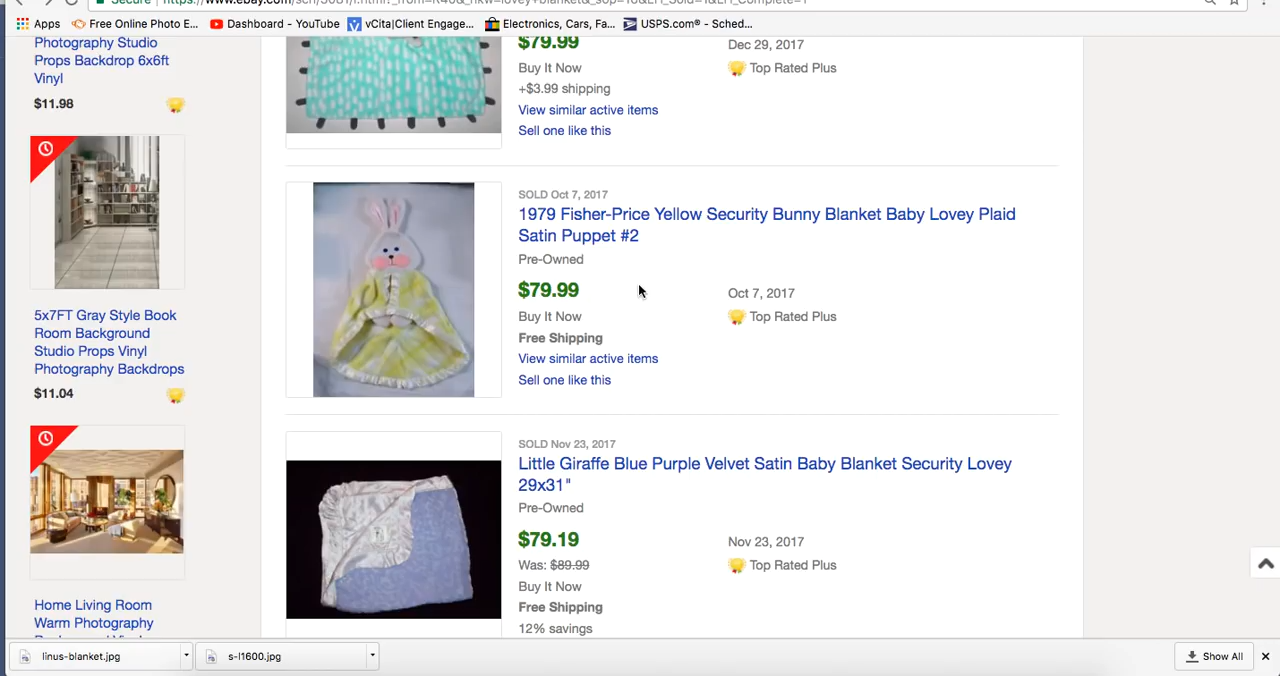 Secure
Apps
Free Online Photo E...
Dashboard - YouTube
vCita|Client Engage...
Electronics, Cars, Fa...
USPS.com® - Sched...
Photography Studio
Props Backdrop 6x6ft
Vinyl
$11.98
5x7FT Gray Style Book
Room Background
Studio Props Vinyl
Photography Backdrops
$11.04
Home Living Room
Warm Photography
$79.99
Dec 29, 2017
Buy It Now
Top Rated Plus
+$3.99 shipping
View similar active items
Sell one like this
SOLD Oct 7, 2017
1979 Fisher-Price Yellow Security Bunny Blanket Baby Lovey Plaid
Satin Puppet #2
Pre-Owned
$79.99
Oct 7, 2017
Buy It Now
Top Rated Plus
Free Shipping
View similar active items
Sell one like this
SOLD Nov 23, 2017
Little Giraffe Blue Purple Velvet Satin Baby Blanket Security Lovey
29x31"
Pre-Owned
$79.19
Nov 23, 2017
Was: $89.99
Top Rated Plus
Buy It Now
Free Shipping
12% savings
linus-blanket.jpg
s-l1600.jpg
Show All